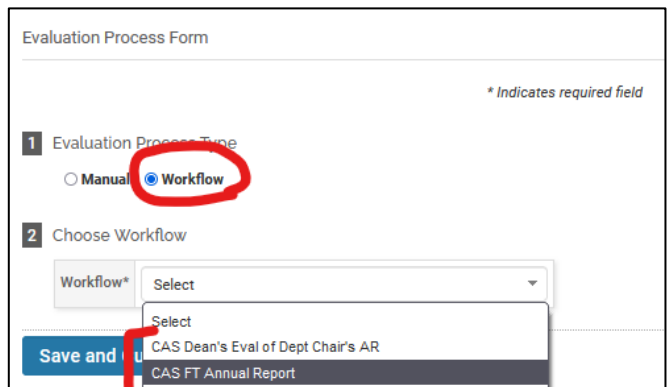 Evaluation Process Form
* Indicates required field
1 Evaluation Process Type
Manual Workflow
2 Choose Workflow
Workflow* Select
Select
CAS Dean's Eval of Dept Chair's AR
Save and
CAS FT Annual Report